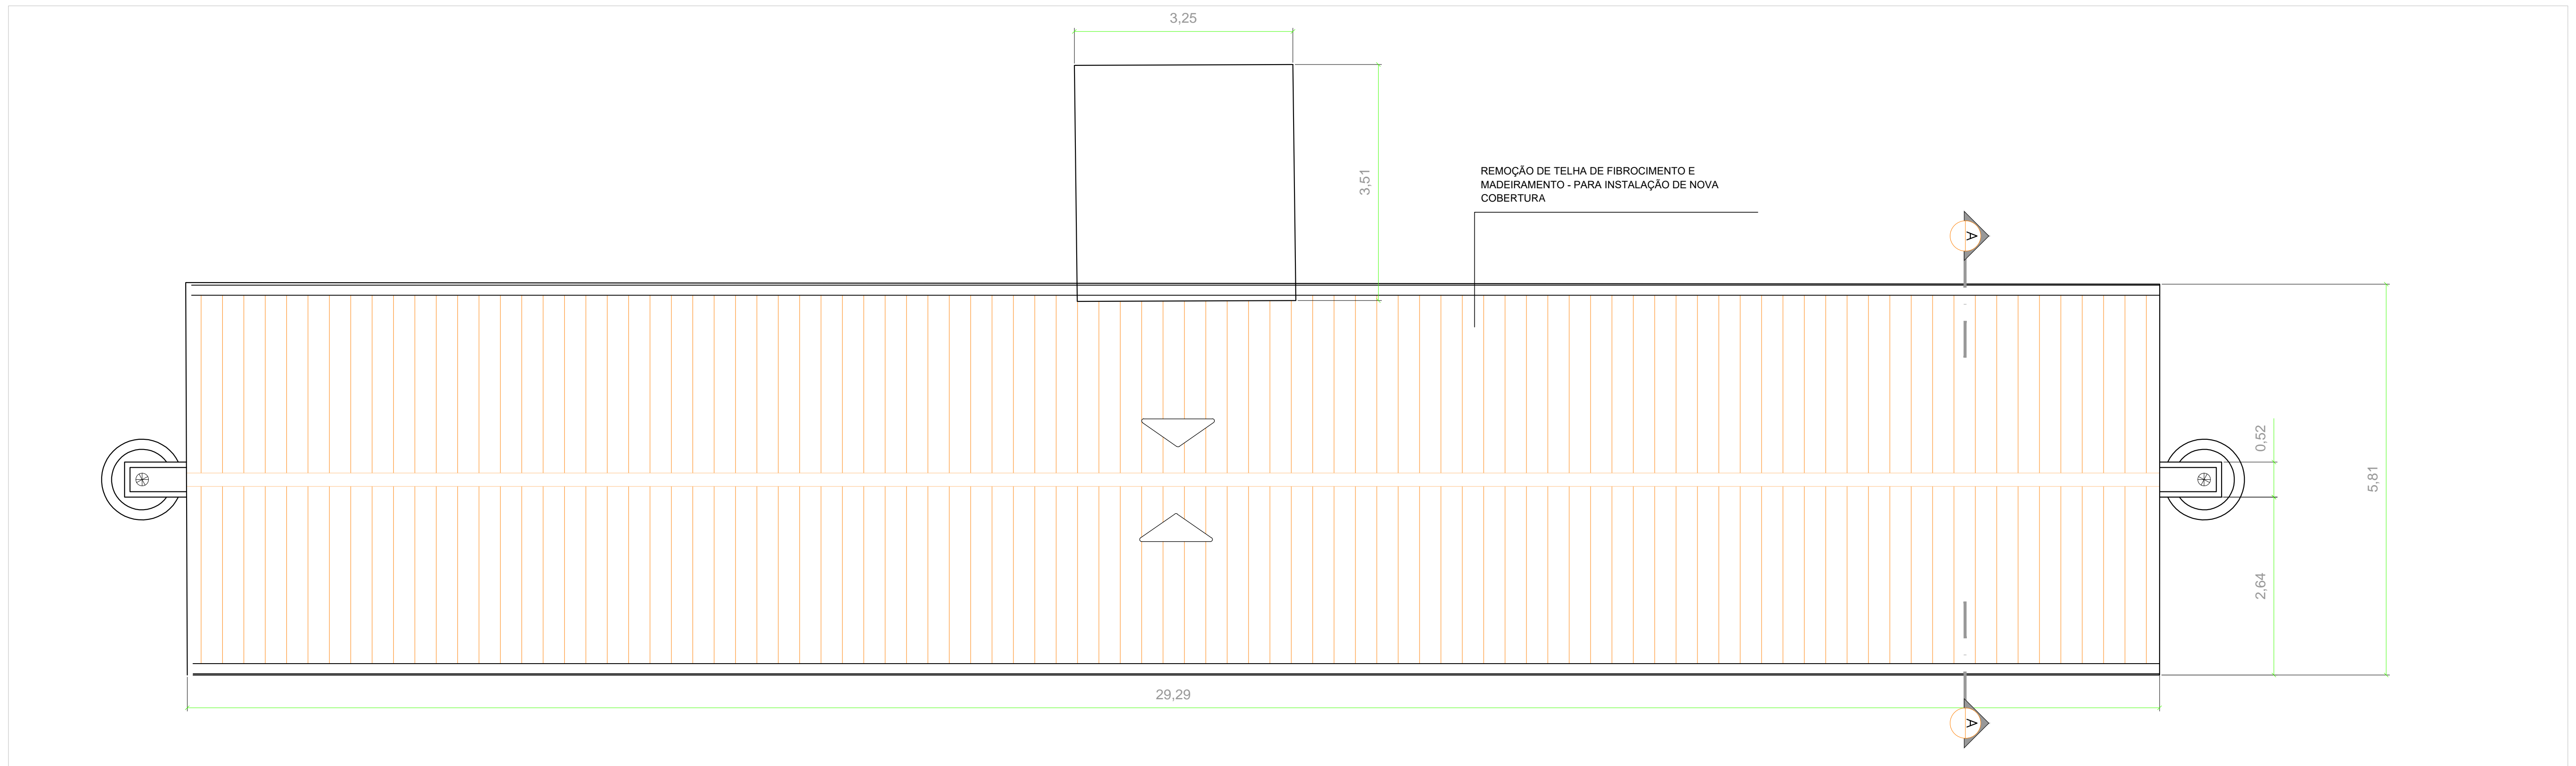 3,25
3,51
REMOÇÃO DE TELHA DE FIBROCIMENTO E
MADEIRAMENTO - PARA INSTALAÇÃO DE NOVA
COBERTURA
A
0,52
5,81
2,64
29,29
A